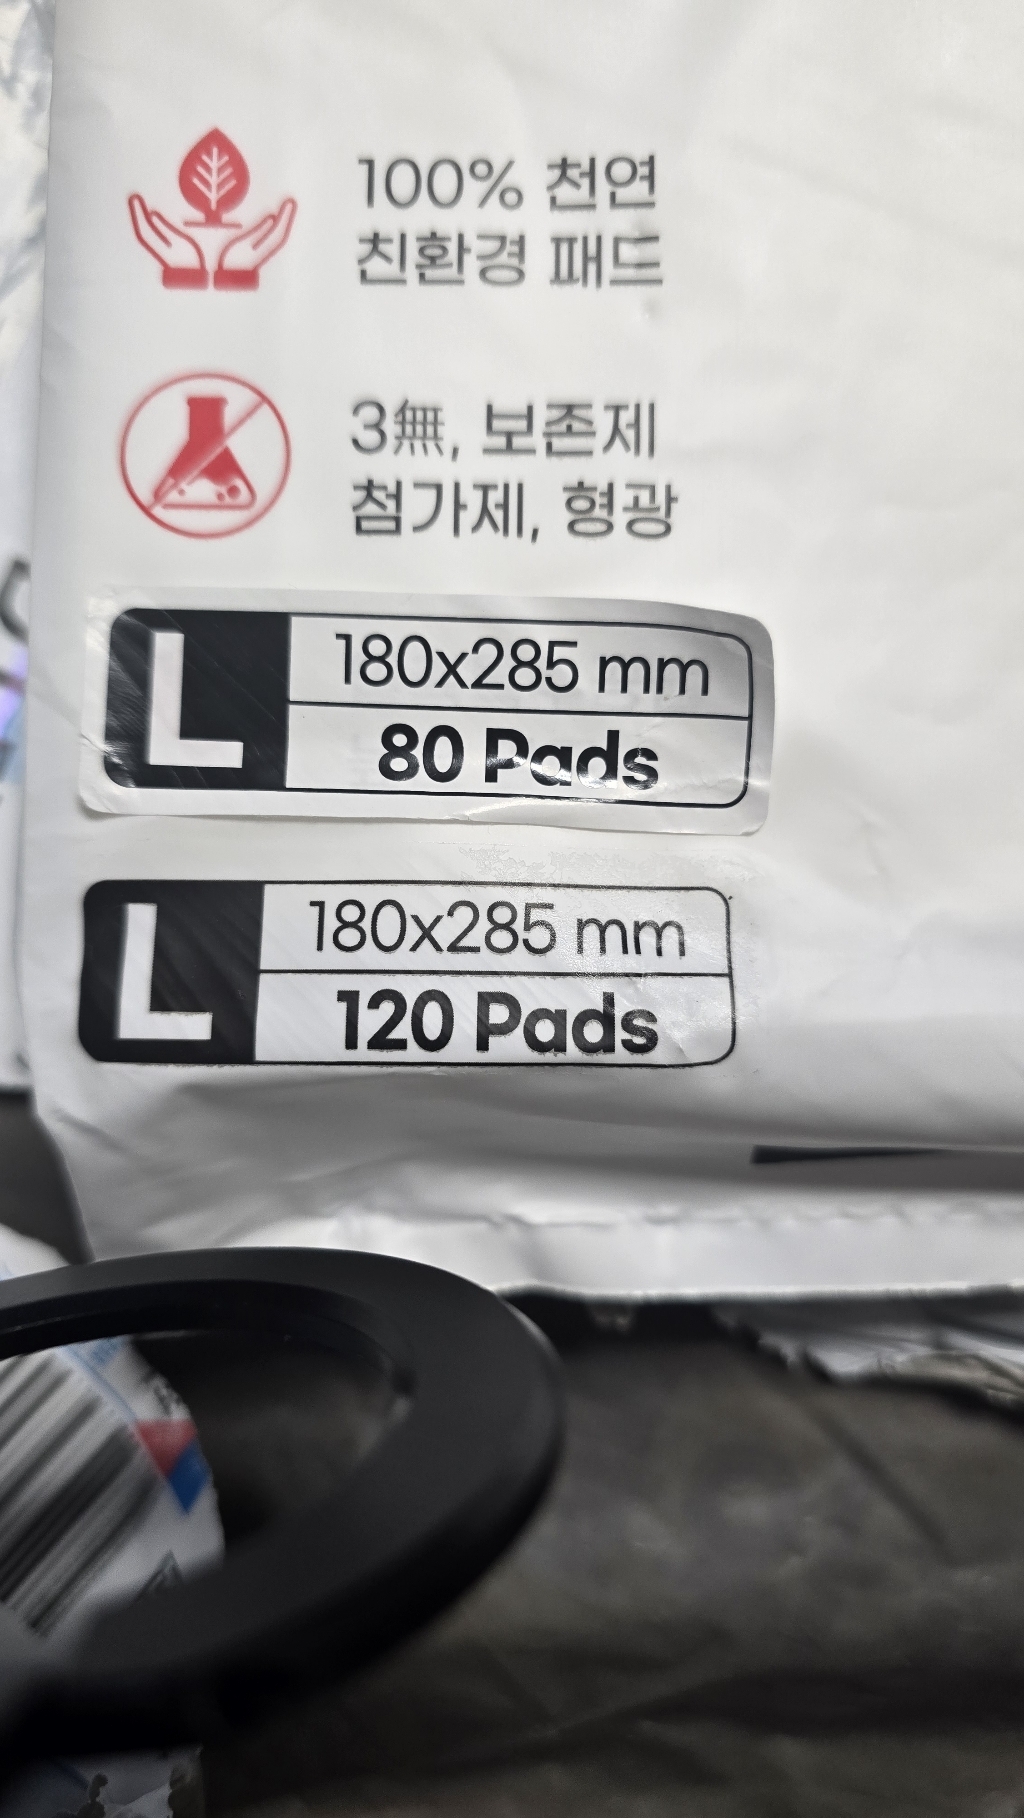 100% 천연
친환경 패드
3無, 보존제
첨가제, 형광
L
180x285 mm
80 Pads
L
180x285 mm
120 Pads